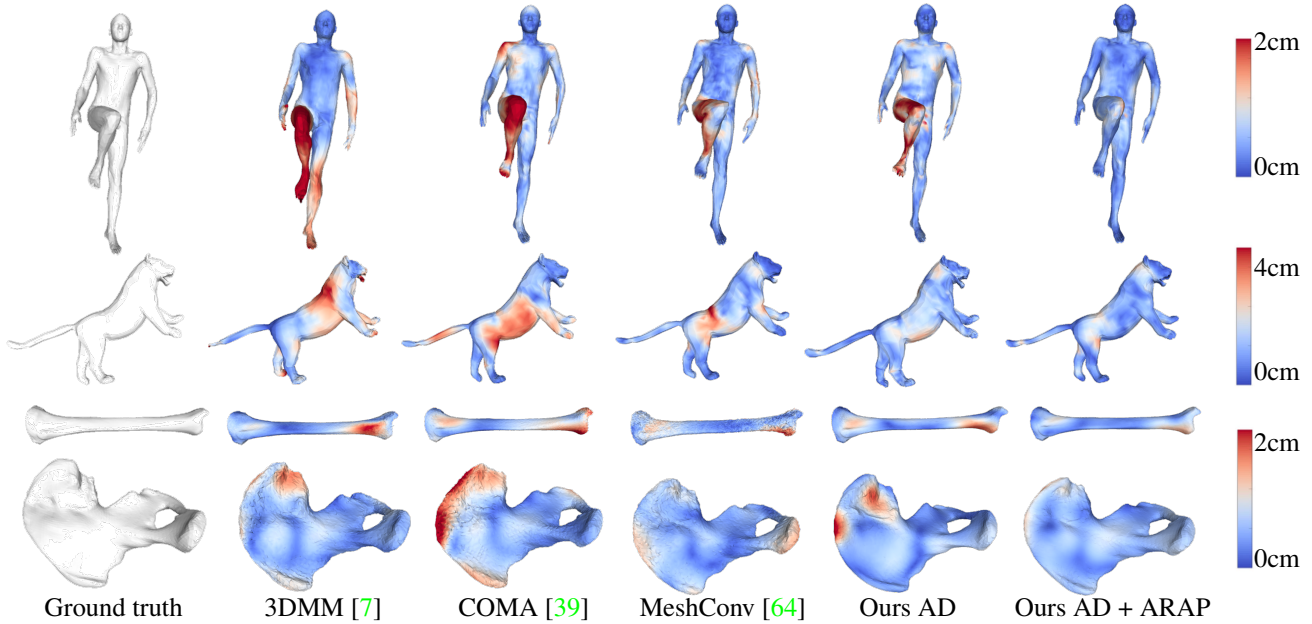 2cm
0cm
4cm
0cm
2cm
0cm
Ground truth 3DMM [7] COMA [39] MeshConv [64] Ours AD Ours AD + ARAP